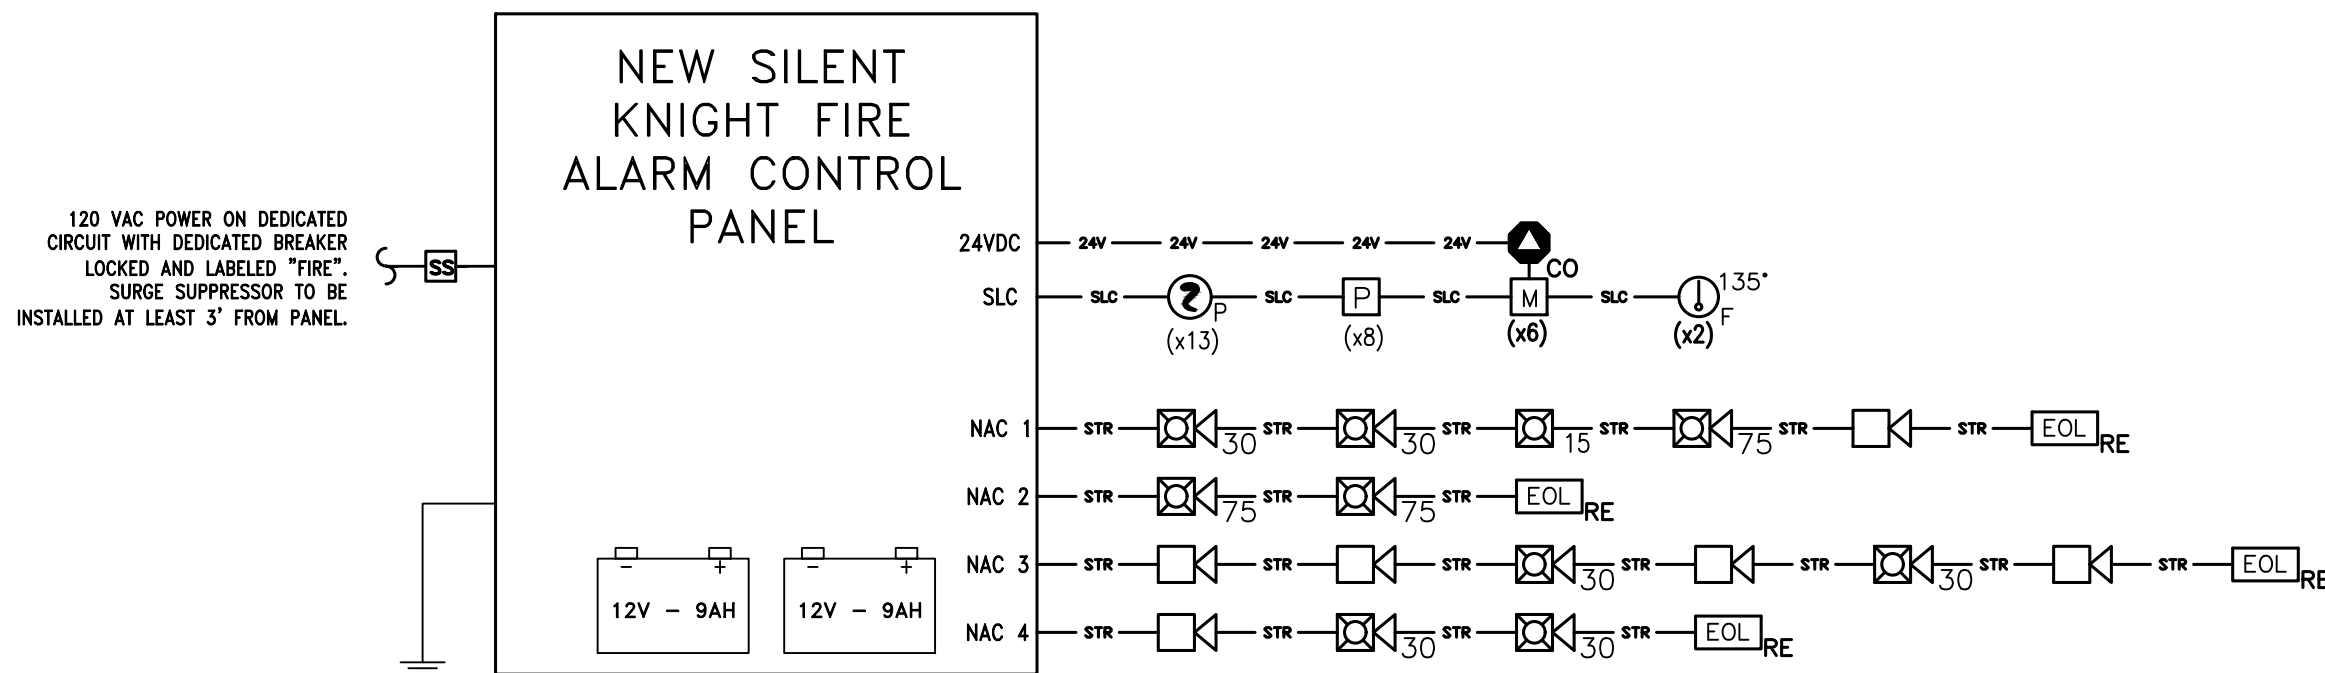 NEW SILENT
KNIGHT FIRE
ALARM CONTROL
PANEL
120 VAC POWER ON DEDICATED
CIRCUIT WITH DEDICATED BREAKER
LOCKED AND LABELED "FIRE".
SURGE SUPPRESSOR TO BE
INSTALLED AT LEAST 3' FROM PANEL.
SS
24VDC 24V 24V 24V 24V 24V
CO
SLC SLC P SLC P SLC M SLC 135° F
(x13) (x8) (x6) (x2)
NAC 1 STR 30 STR 30 STR 15 STR 75 STR STR EOL RE
NAC 2 STR 75 STR 75 STR EOL RE
NAC 3 STR STR STR 30 STR STR 30 STR STR EOL RE
NAC 4 STR STR 30 STR 30 STR EOL RE
- + - +
12V - 9AH 12V - 9AH